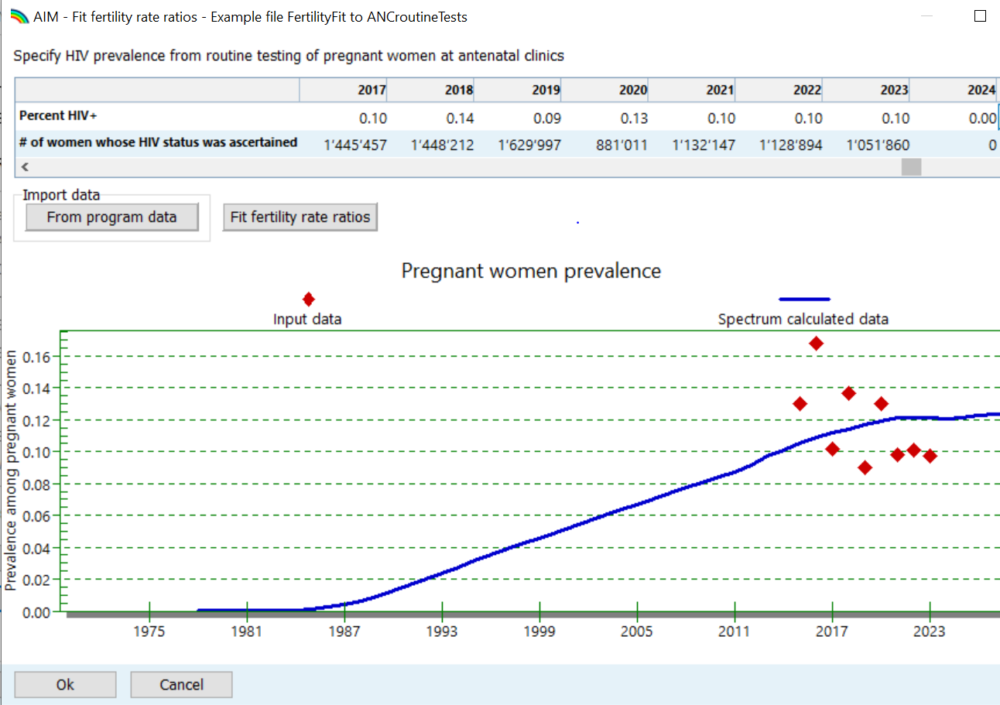 AIM - Fit fertility rate ratios - Example file FertilityFit to ANCroutineTests
Specify HIV prevalence from routine testing of pregnant women at antenatal clinics
2017 2018 2019 2020 2021 2022 2023 2024
Percent HIV+ 0.10 0.14 0.09 0.13 0.10 0.10 0.10 0.00
# of women whose HIV status was ascertained 1'445'457 1'448'212 1'629'997 881'011 1'132'147 1'128'894 1'051'860 0
Import data
From program data Fit fertility rate ratios
Pregnant women prevalence
Input data Spectrum calculated data
Prevalence among pregnant women
0.16
0.14
0.12
0.10
0.08
0.06
0.04
0.02
0.00
1975 1981 1987 1993 1999 2005 2011 2017 2023
Ok Cancel